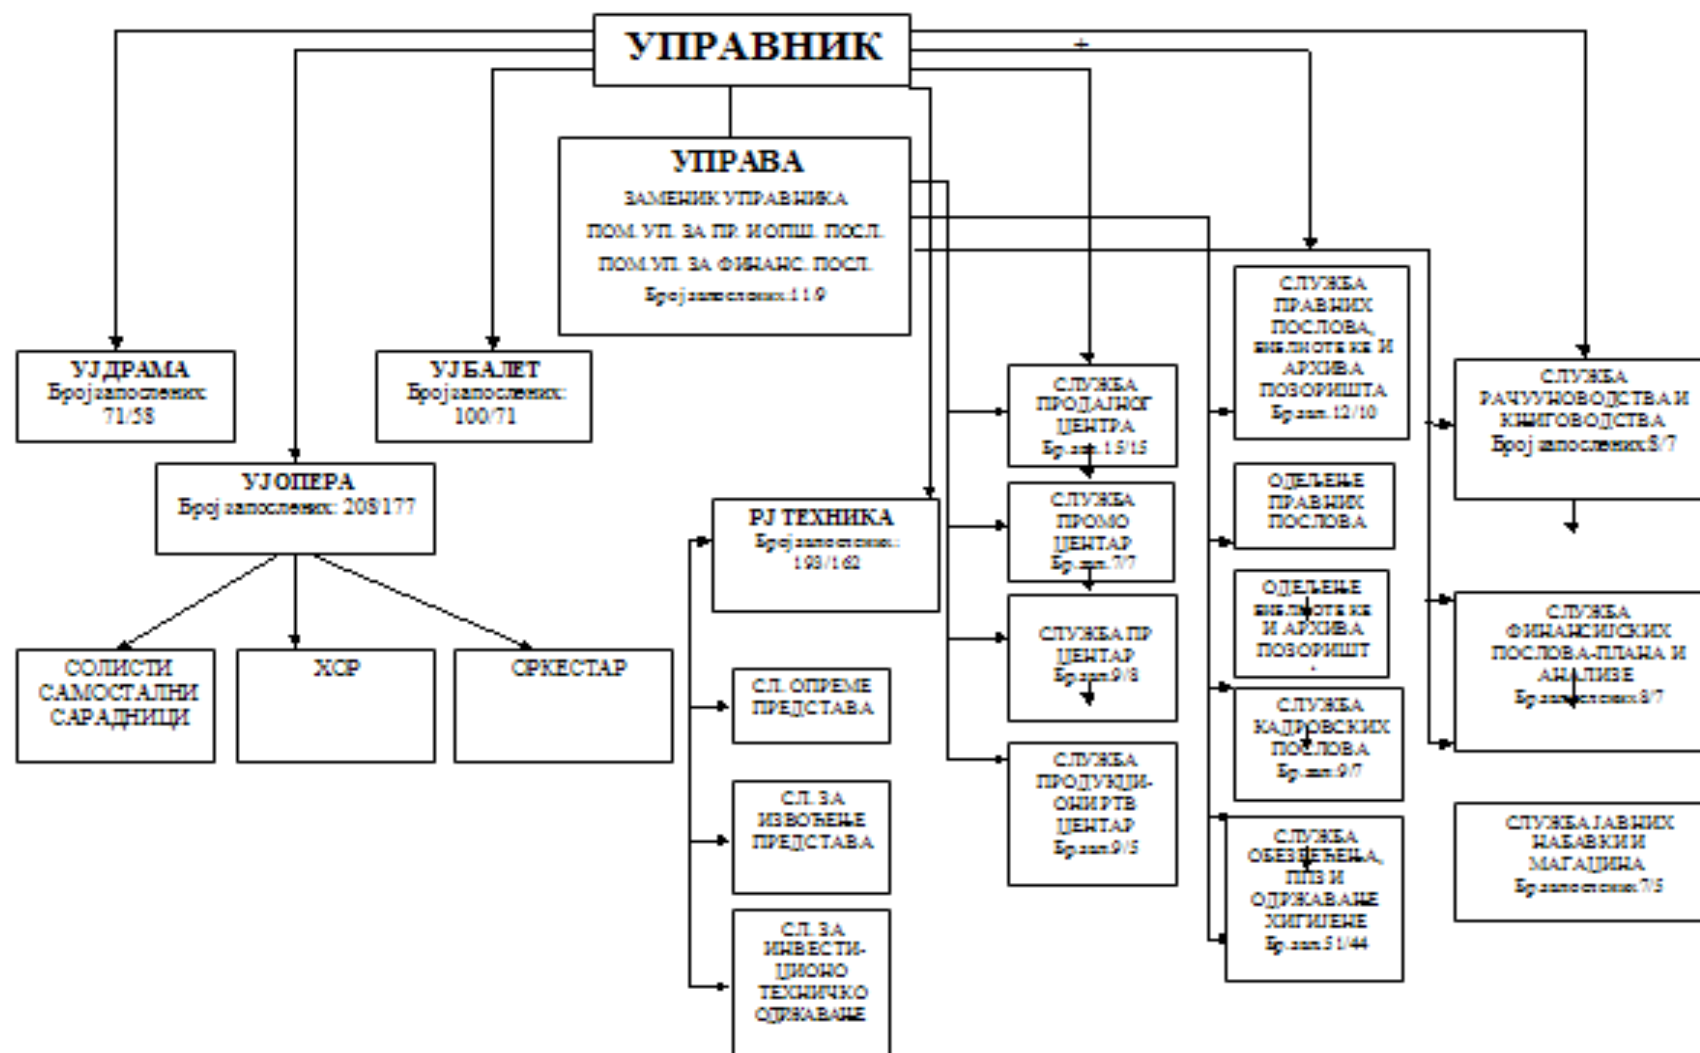 УПРАВНИК
+
УПРАВА
ЗАМЕНИК УПРАВНИКА
ПОМ. УП. ЗА ПР. И ОПШ. ПОСЛ.
ПОМ.УП. ЗА ФИНАНС. ПОСЛ.
Број запослених:11/9
УЈ ДРАМА
Број запослених:
71/58
УЈ БАЛЕТ
Број запослених:
100/71
УЈ ОПЕРА
Број запослених: 208/177
СОЛИСТИ
САМОСТАЛНИ
САРАДНИЦИ
ХОР
ОРКЕСТАР
РЈ ТЕХНИКА
Број запослених:
193/162
СЛ. ОПРЕМЕ
ПРЕДСТАВА
СЛ. ЗА
ИЗВОЂЕЊЕ
ПРЕДСТАВА
СЛ. ЗА
ИНВЕСТИ-
ЦИОНО
ТЕХНИЧКО
ОДРЖАВАЊЕ
СЛУЖБА
ПРОДАЈНОГ
ЦЕНТРА
Бр.зап.15/15
СЛУЖБА
ПРОМО
ЦЕНТАР
Бр.зап.7/7
СЛУЖБА ПР
ЦЕНТАР
Бр.зап.9/8
СЛУЖБА
ПРОДУКЦИ-
ОНИ РТВ
ЦЕНТАР
Бр.зап.9/5
СЛУЖБА
ПРАВНИХ
ПОСЛОВА,
БИБЛИОТЕКЕ И
АРХИВА
ПОЗОРИШТА
Бр.зап.12/10
ОДЕЉЕЊЕ
ПРАВНИХ
ПОСЛОВА
ОДЕЉЕЊЕ
БИБЛИОТЕКЕ
И АРХИВА
ПОЗОРИШТ
СЛУЖБА
КАДРОВСКИХ
ПОСЛОВА
Бр.зап.9/7
СЛУЖБА
ОБЕЗБЕЂЕЊА,
ППЗ И
ОДРЖАВАЊЕ
ХИГИЈЕНЕ
Бр.зап.51/44
СЛУЖБА
РАЧУУНОВОДСТВА И
КЊИГОВОДСТВА
Број запослених:8/7
СЛУЖБА
ФИНАНСИЈСКИХ
ПОСЛОВА-ПЛАНА И
АНАЛИЗЕ
Бр.запослених:8/7
СЛУЖБА ЈАВНИХ
НАБАВКИ И
МАГАЦИНА
Бр.запослених:7/5